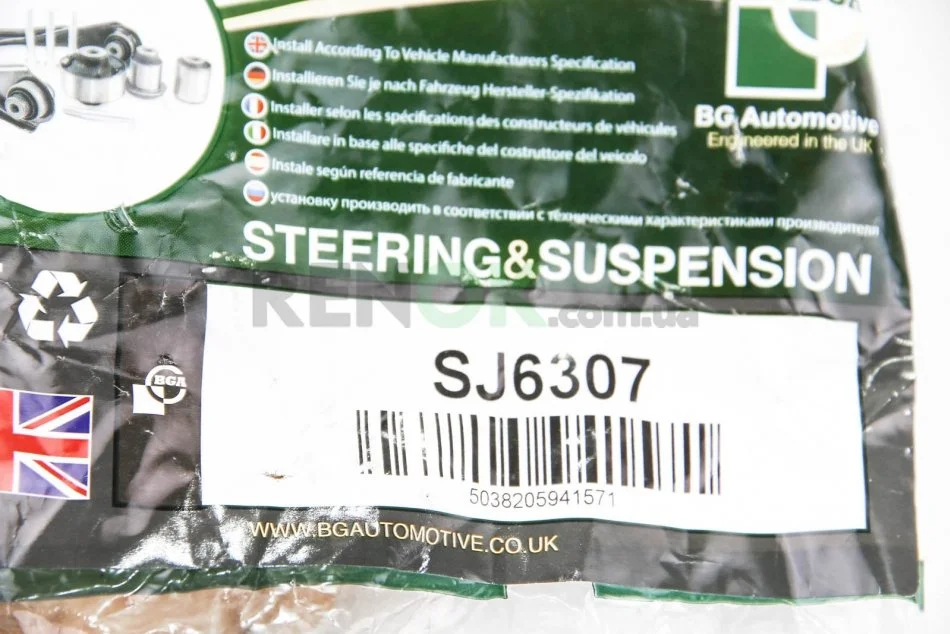 Install According To Vehicle Manufacturers Specification
Installieren Sie je nach Fahrzeug Hersteller-Spezifikation
Installer selon les spécifications des constructeurs de véhicules
Installare in base alle specifiche del costruttore del veicolo
Instale según referencia de fabricante
установку производить в соответствии с техническими характеристиками производителя
BGA
BG Automotive
Engineered in the UK
STEERING&SUSPENSION
RENOK.com.ua
SJ6307
BGA
5038205941571
WWW.BGAUTOMOTIVE.CO.UK